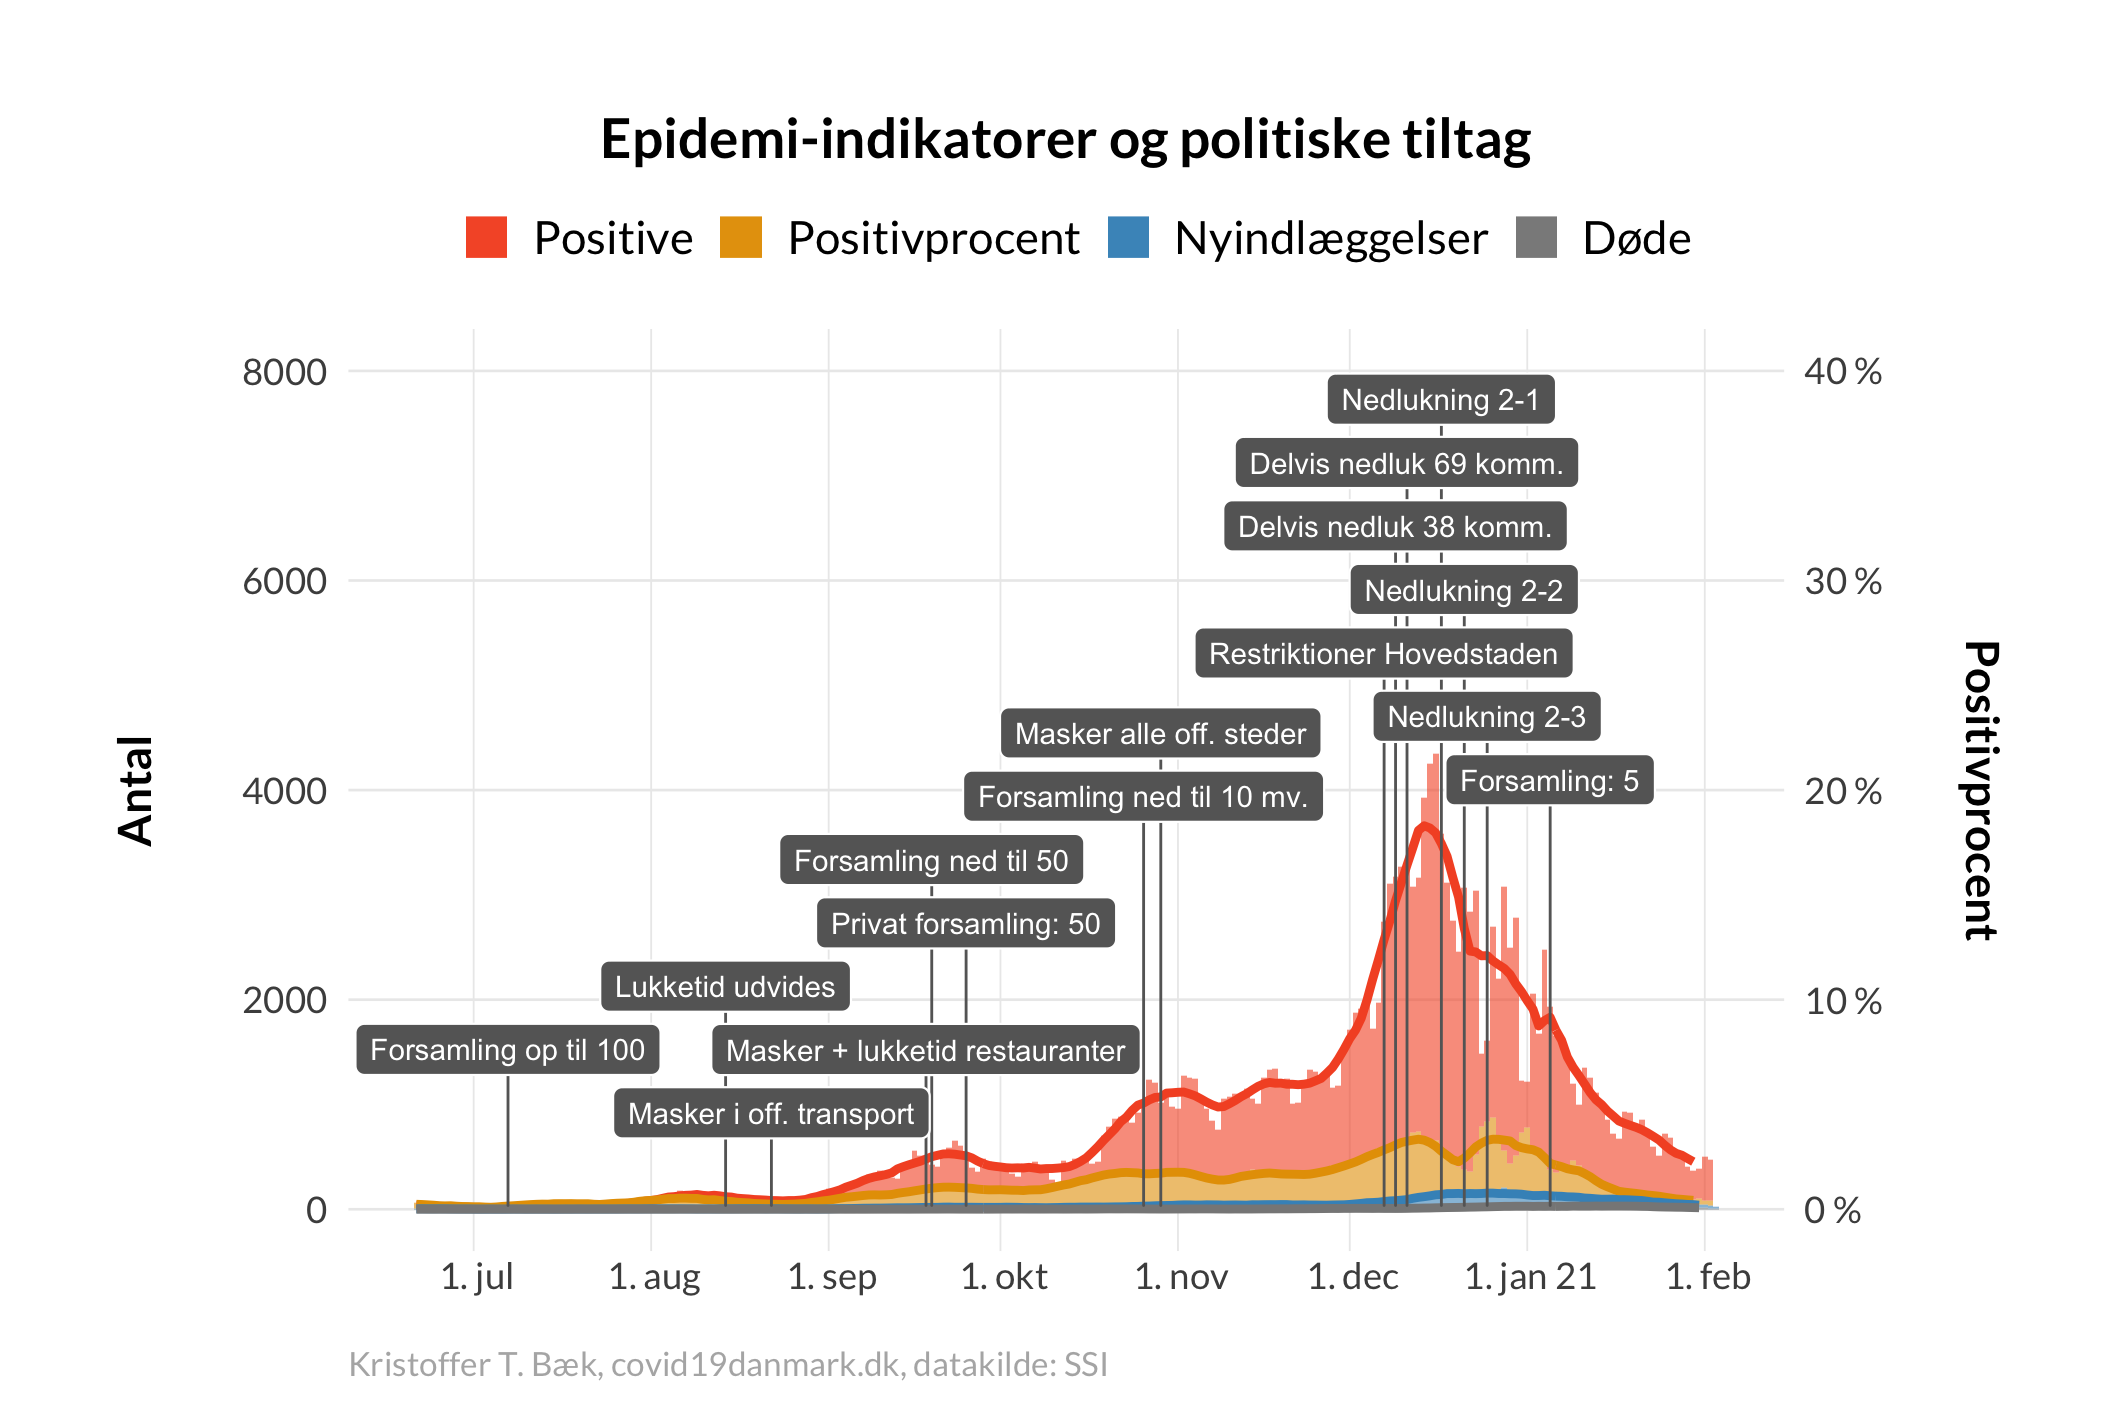 Epidemi-indikatorer og politiske tiltag
Positive Positivprocent Nyindlæggelser Døde
8000 40 %
Nedlukning 2-1
Delvis nedluk 69 komm.
Delvis nedluk 38 komm.
6000 30 %
Nedlukning 2-2
Restriktioner Hovedstaden
Nedlukning 2-3
Masker alle off. steder
Forsamling: 5
Forsamling ned til 10 mv.
4000 20 %
Antal
Positivprocent
Forsamling ned til 50
Privat forsamling: 50
Lukketid udvides
2000 10 %
Forsamling op til 100
Masker + lukketid restauranter
Masker i off. transport
0 0 %
1. jul 1. aug 1. sep 1. okt 1. nov 1. dec 1. jan 21 1. feb
Kristoffer T. Bæk, covid19danmark.dk, datakilde: SSI